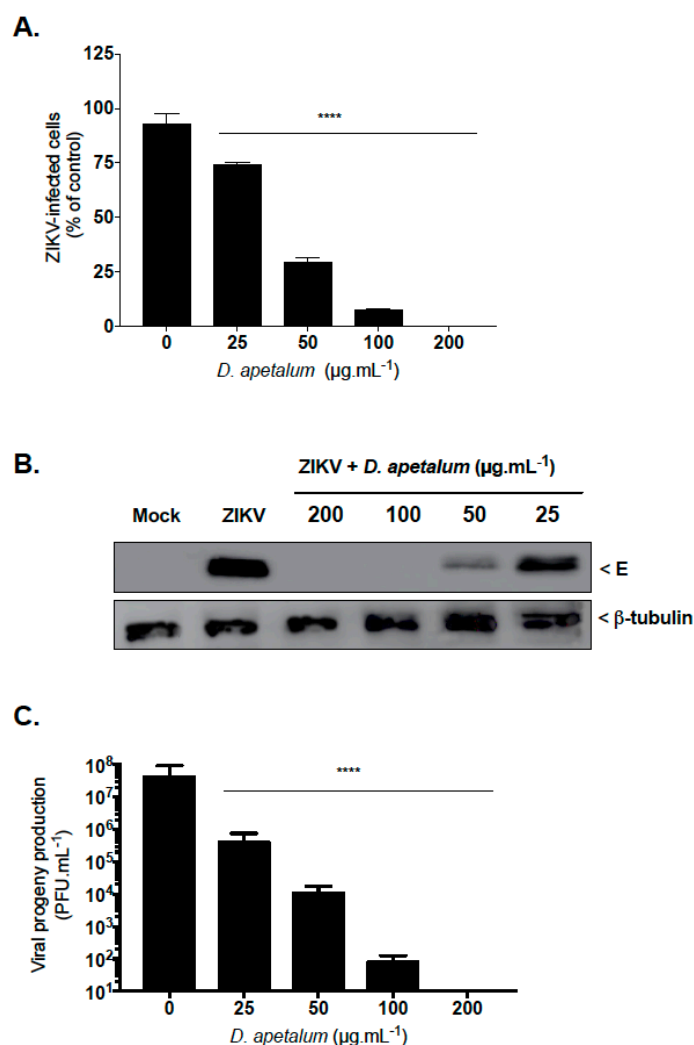 A.
125
100
75
50
25
0
ZIKV-infected cells
(% of control)
****
0 25 50 100 200
D. apetalum (µg.mL⁻¹)
B.
ZIKV + D. apetalum (µg.mL⁻¹)
Mock ZIKV 200 100 50 25
< E
< β-tubulin
C.
10⁸
10⁷
10⁶
10⁵
10⁴
10³
10²
10¹
Viral progeny production
(PFU.mL⁻¹)
****
0 25 50 100 200
D. apetalum (µg.mL⁻¹)